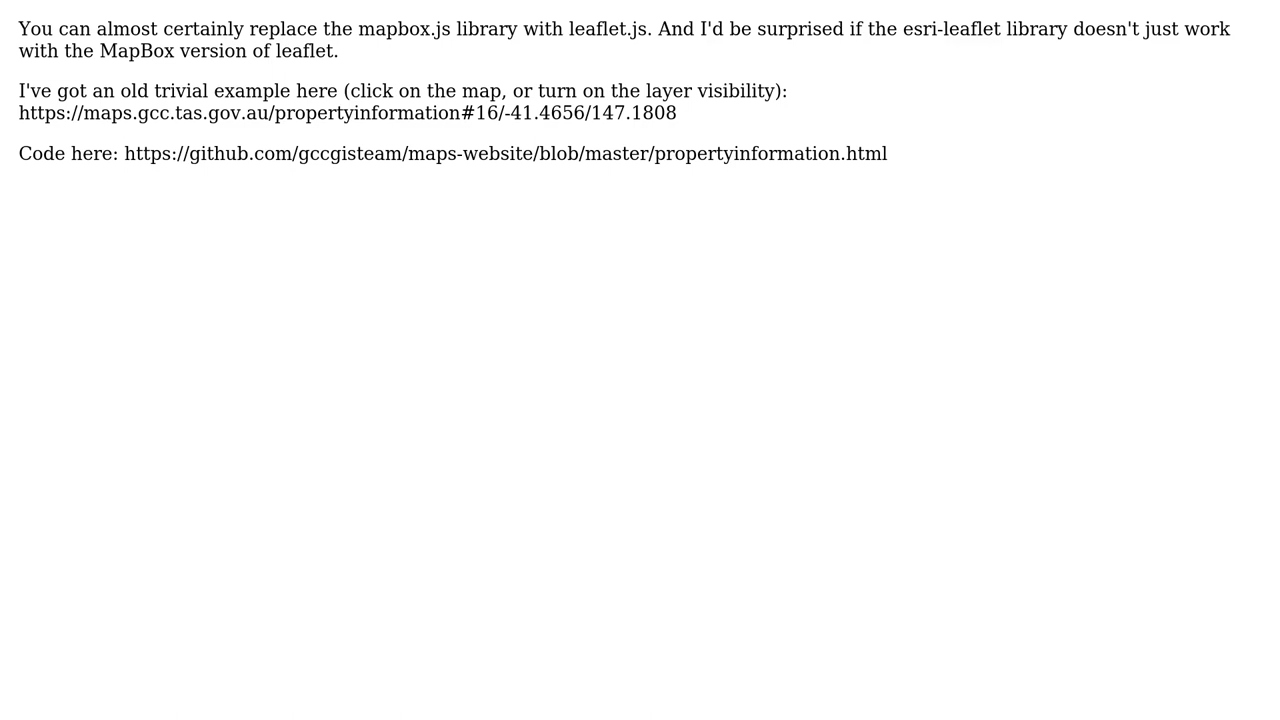 You can almost certainly replace the mapbox.js library with leaflet.js. And I'd be surprised if the esri-leaflet library doesn't just work
with the MapBox version of leaflet.
I've got an old trivial example here (click on the map, or turn on the layer visibility):
https://maps.gcc.tas.gov.au/propertyinformation#16/-41.4656/147.1808
Code here: https://github.com/gccgisteam/maps-website/blob/master/propertyinformation.html